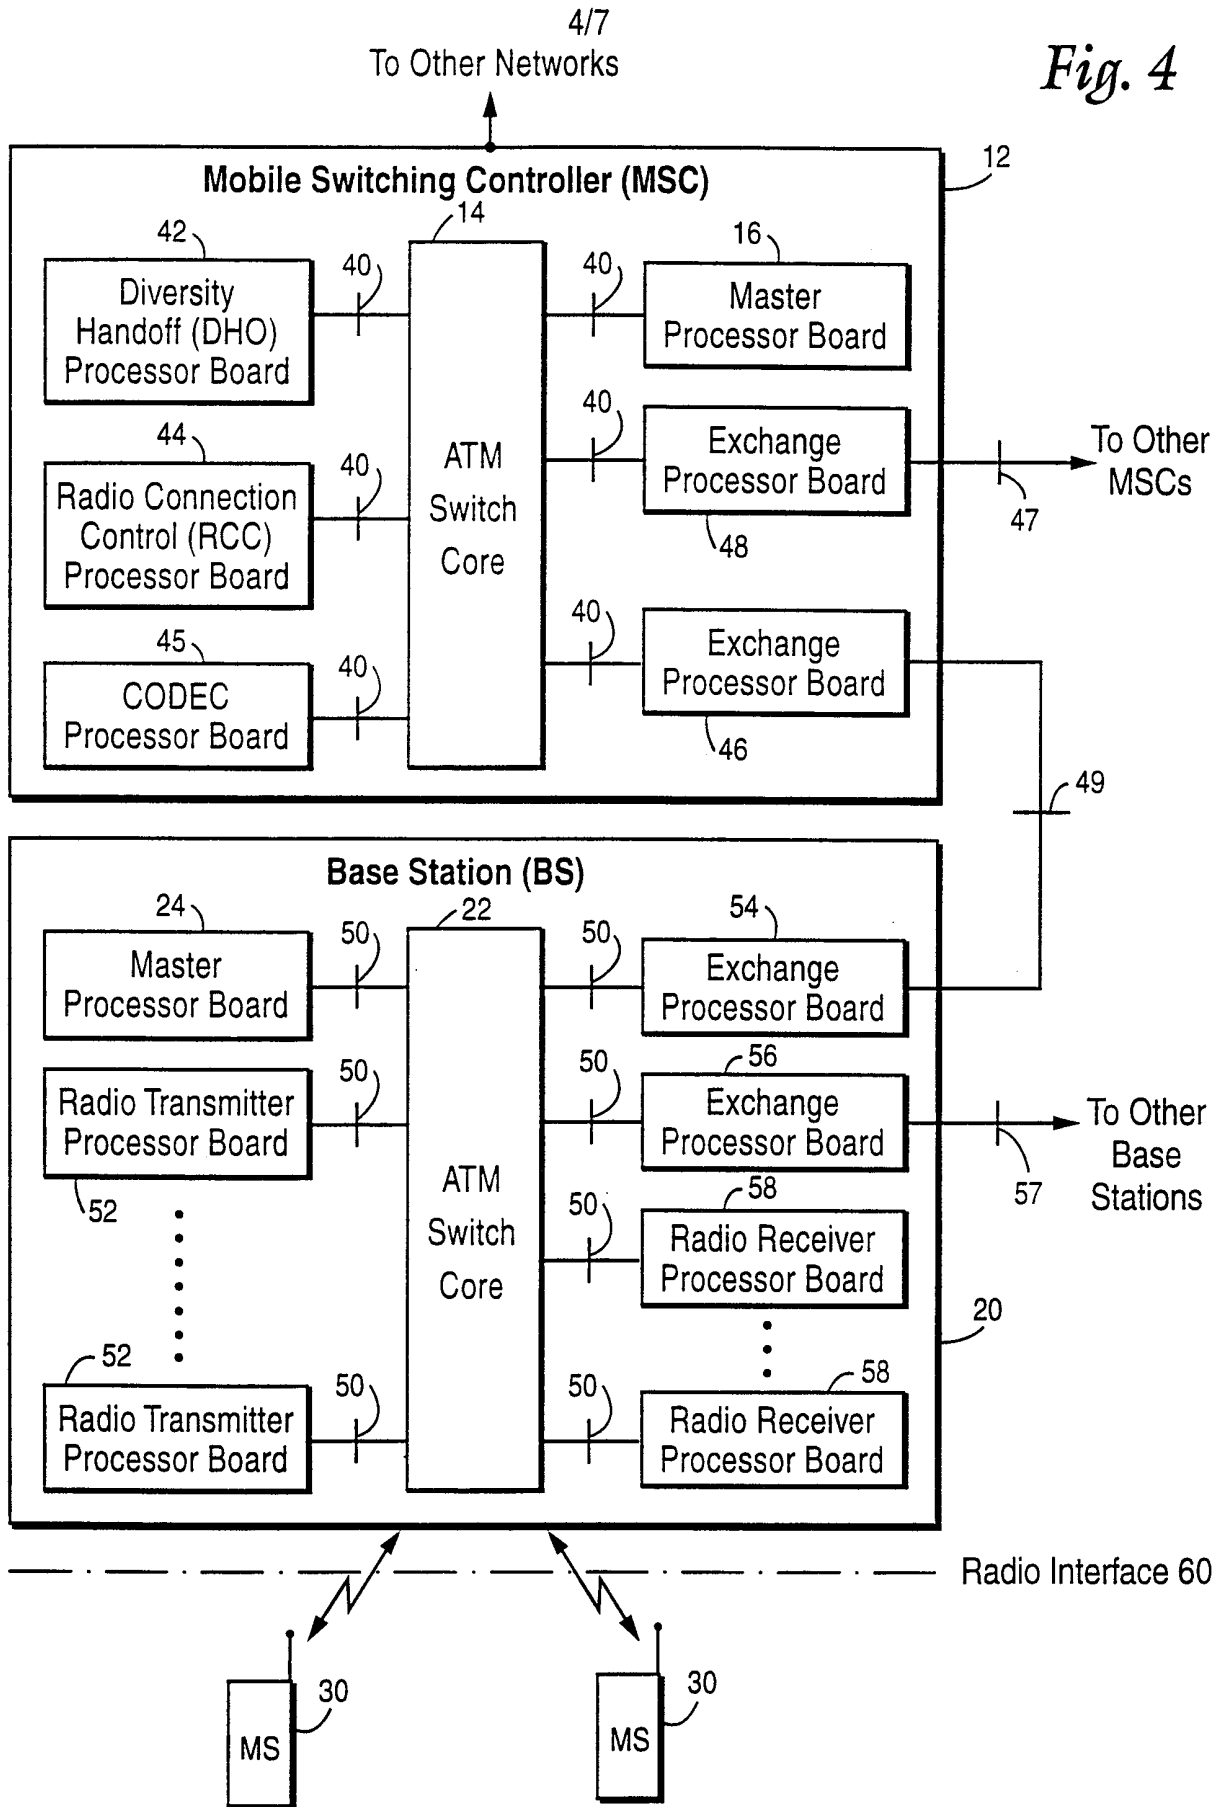 4/7
To Other Networks
Fig. 4
Mobile Switching Controller (MSC)
12
14
42
Diversity
Handoff (DHO)
Processor Board
40
40
16
Master
Processor Board
44
Radio Connection
Control (RCC)
Processor Board
40
ATM
Switch
Core
40
Exchange
Processor Board
48
To Other
MSCs
47
45
CODEC
Processor Board
40
40
Exchange
Processor Board
46
49
Base Station (BS)
24
Master
Processor Board
50
22
50
54
Exchange
Processor Board
Radio Transmitter
Processor Board
52
50
ATM
Switch
Core
50
56
Exchange
Processor Board
To Other
Base
Stations
57
50
58
Radio Receiver
Processor Board
20
52
Radio Transmitter
Processor Board
50
50
58
Radio Receiver
Processor Board
Radio Interface 60
30
MS
30
MS